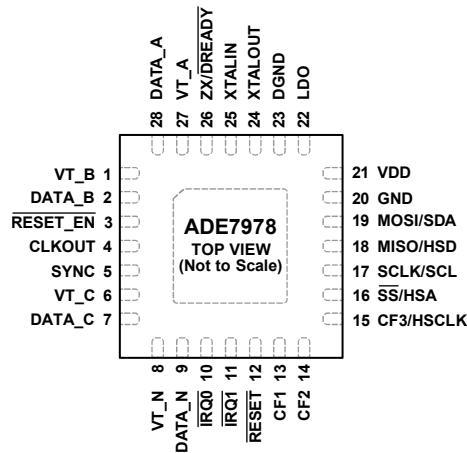 28 DATA_A
27 VT_A
26 ZX/DREADY
25 XTALIN
24 XTALOUT
23 DGND
22 LDO
VT_B 1
DATA_B 2
RESET_EN 3
CLKOUT 4
SYNC 5
VT_C 6
DATA_C 7
ADE7978
TOP VIEW
(Not to Scale)
21 VDD
20 GND
19 MOSI/SDA
18 MISO/HSD
17 SCLK/SCL
16 SS/HSA
15 CF3/HSCLK
VT_N 8
DATA_N 9
IRQ0 10
IRQ1 11
RESET 12
CF1 13
CF2 14